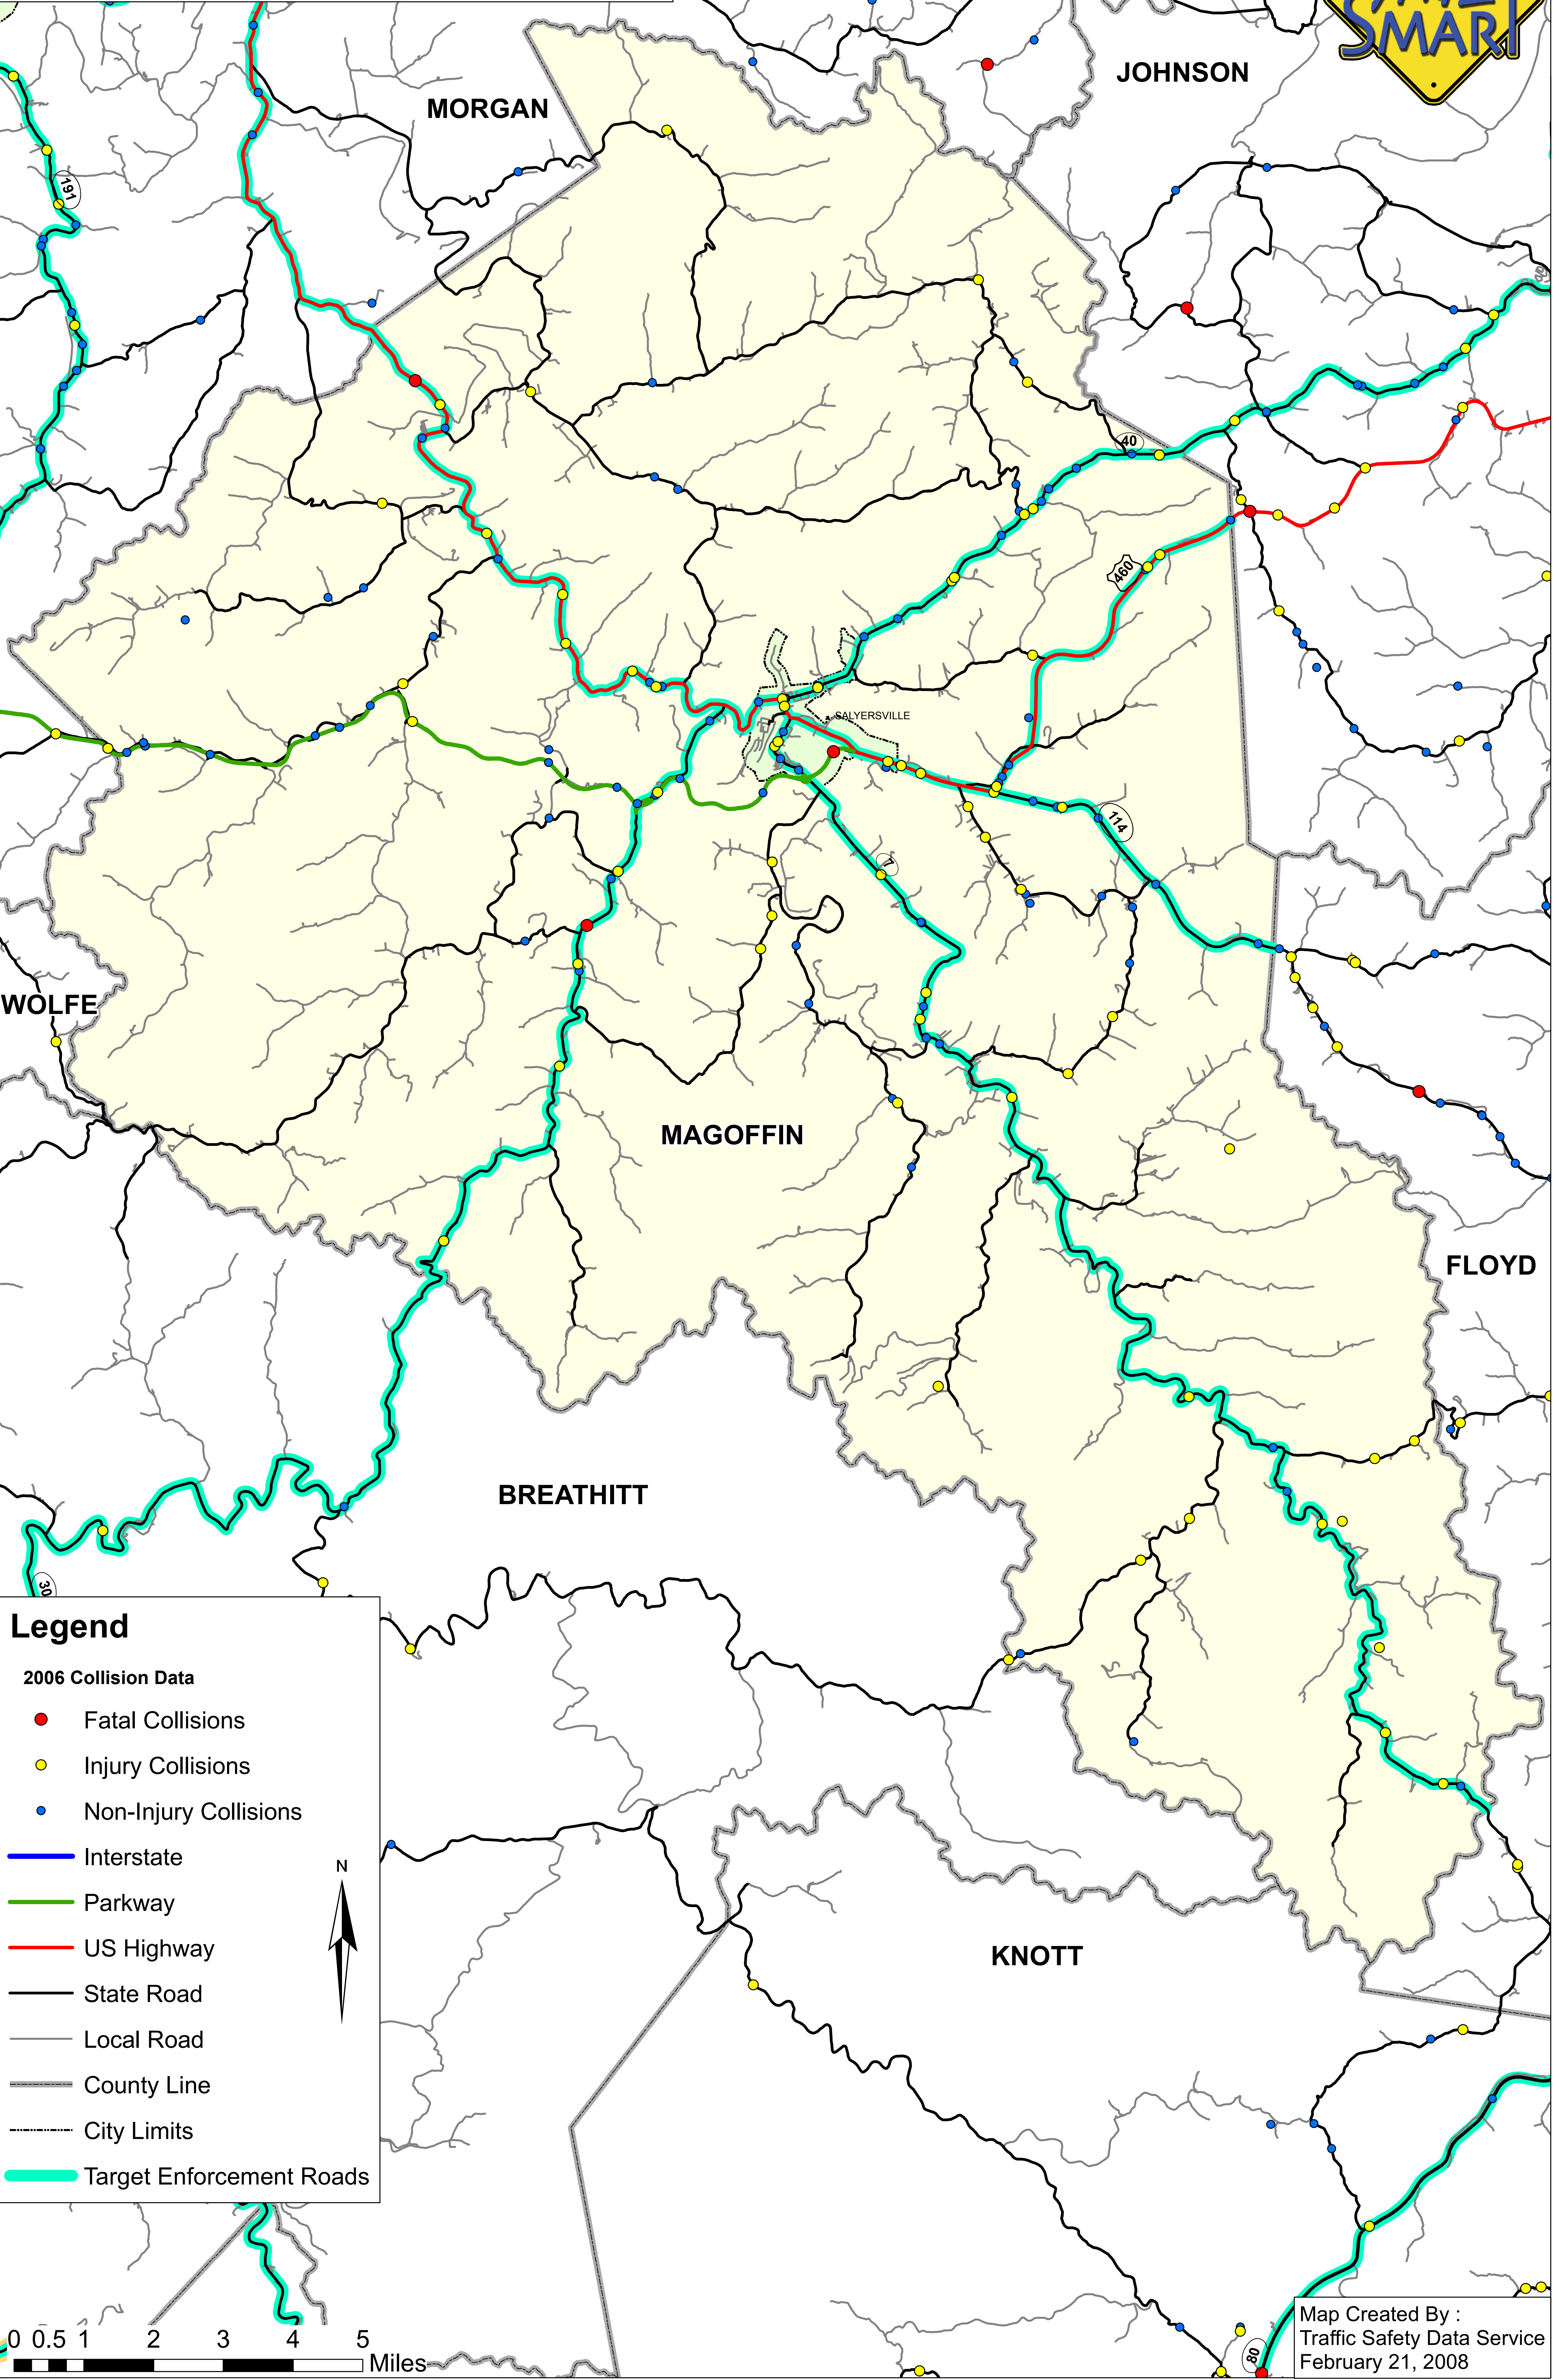 SMART
JOHNSON
MORGAN
191
40
460
SALYERSVILLE
114
7
WOLFE
MAGOFFIN
FLOYD
BREATHITT
30
Legend
2006 Collision Data
Fatal Collisions
Injury Collisions
Non-Injury Collisions
Interstate
Parkway
US Highway
State Road
Local Road
County Line
City Limits
Target Enforcement Roads
N
KNOTT
80
0 0.5 1 2 3 4 5
Miles
Map Created By :
Traffic Safety Data Service
February 21, 2008